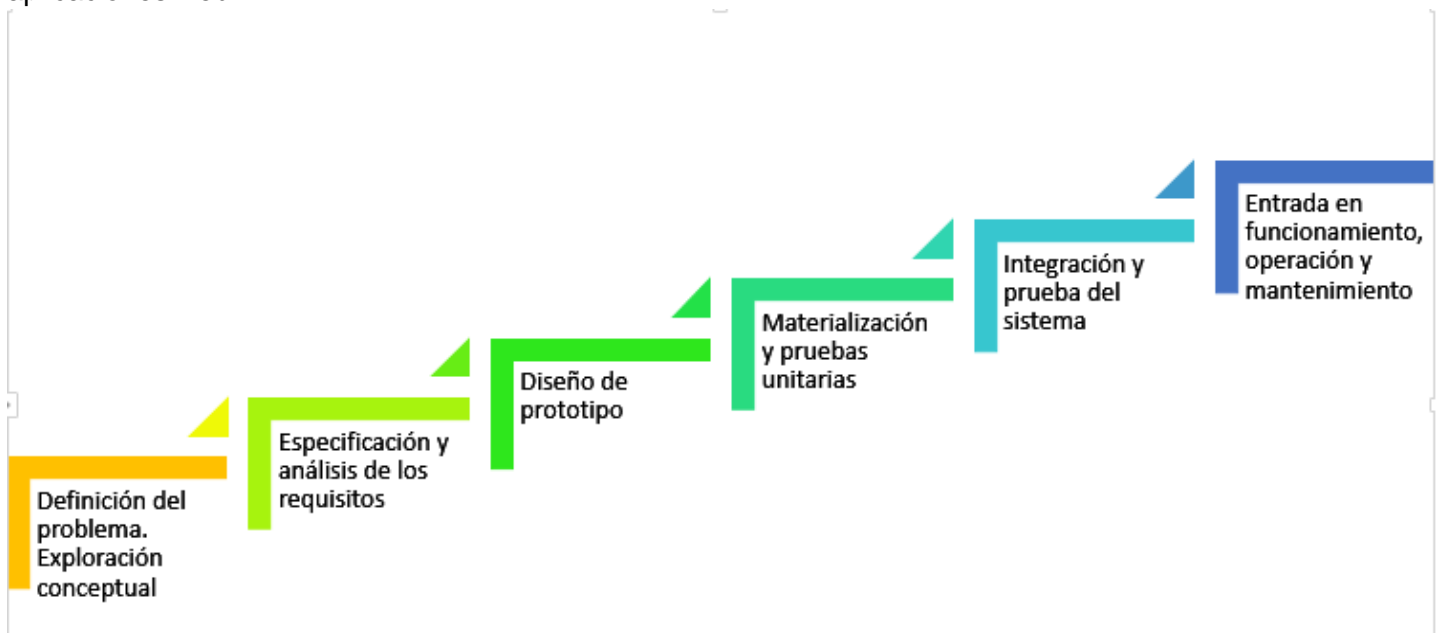 Definición del
problema.
Exploración
conceptual
Especificación y
análisis de los
requisitos
Diseño de
prototipo
Materialización
y pruebas
unitarias
Integración y
prueba del
sistema
Entrada en
funcionamiento,
operación y
mantenimiento